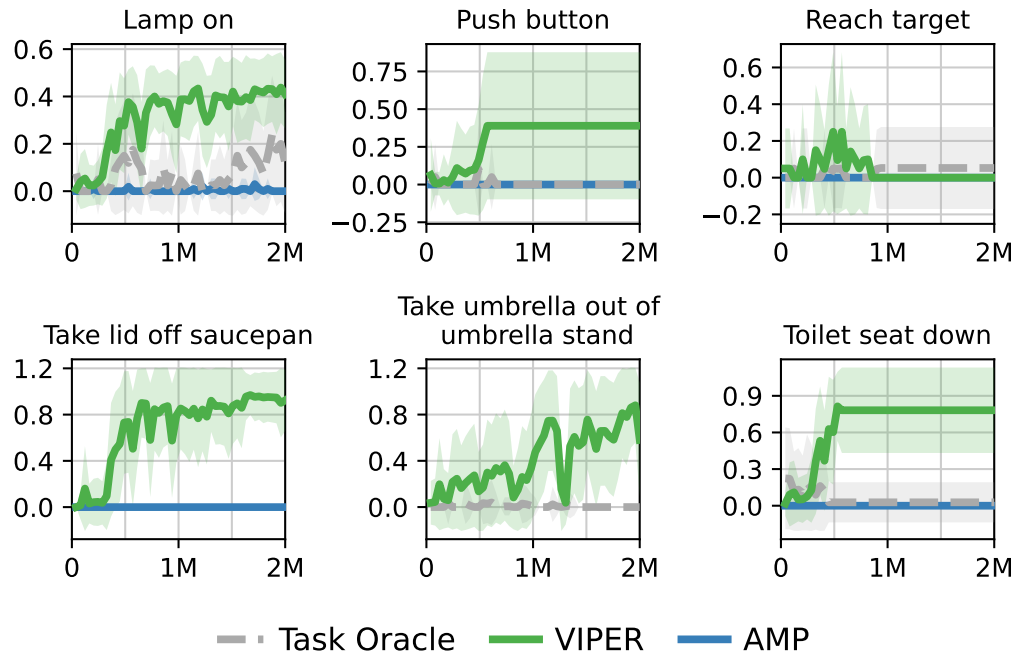 Lamp on
Push button
Reach target
0.6
0.4
0.2
0.0
0
1M
2M
0.75
0.50
0.25
0.00
−0.25
0
1M
2M
0.6
0.4
0.2
0.0
−0.2
0
1M
2M
Take lid off saucepan
Take umbrella out of
umbrella stand
Toilet seat down
1.2
0.8
0.4
0.0
0
1M
2M
1.2
0.8
0.4
0.0
0
1M
2M
0.9
0.6
0.3
0.0
0
1M
2M
Task Oracle
VIPER
AMP